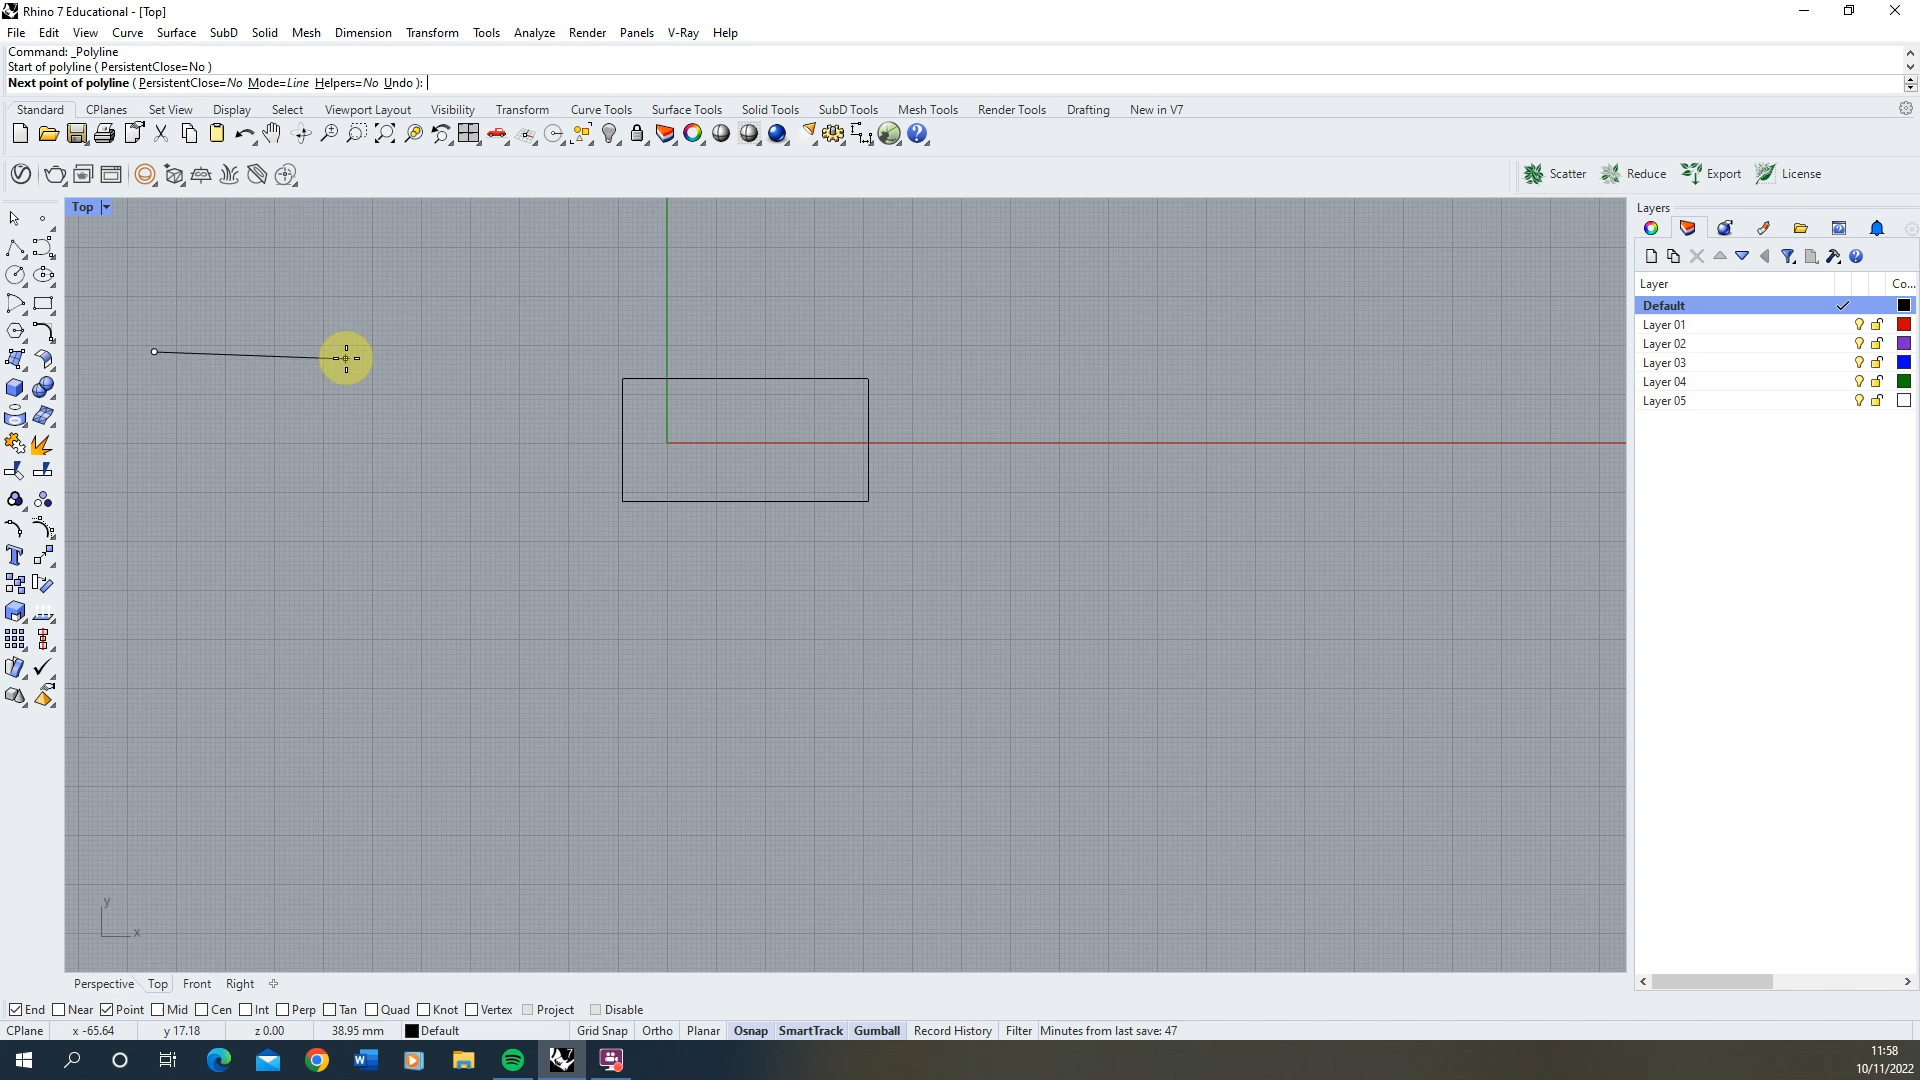 Rhino 7 Educational - [Top]
File Edit View Curve Surface SubD Solid Mesh Dimension Transform Tools Analyze Render Panels V-Ray Help
Command: _Polyline
Start of polyline ( PersistentClose=No )
Next point of polyline ( PersistentClose=No Mode=Line Helpers=No Undo ):
Standard CPlanes Set View Display Select Viewport Layout Visibility Transform Curve Tools Surface Tools Solid Tools SubD Tools Mesh Tools Render Tools Drafting New in V7
Scatter Reduce Export License
Top
Layers
Layer Co...
Default
Layer 01
Layer 02
Layer 03
Layer 04
Layer 05
y
x
Perspective Top Front Right
End Near Point Mid Cen Int Perp Tan Quad Knot Vertex Project Disable
CPlane x -65.64 y 17.18 z 0.00 38.95 mm Default Grid Snap Ortho Planar Osnap SmartTrack Gumball Record History Filter Minutes from last save: 47
11:58
10/11/2022